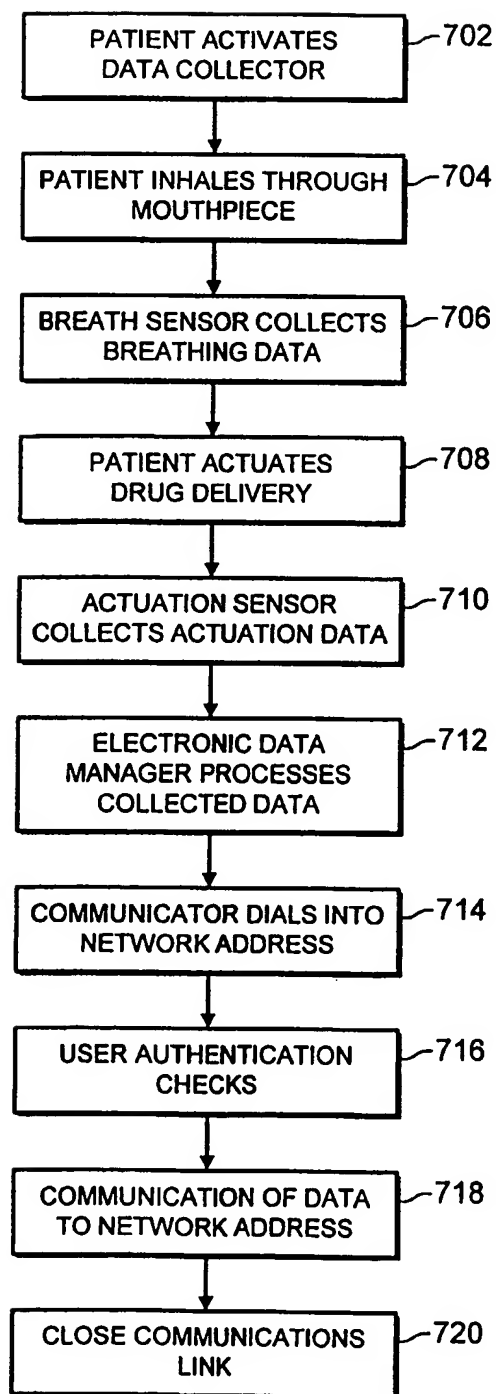 PATIENT ACTIVATES
DATA COLLECTOR
702
PATIENT INHALES THROUGH
MOUTHPIECE
704
BREATH SENSOR COLLECTS
BREATHING DATA
706
PATIENT ACTUATES
DRUG DELIVERY
708
ACTUATION SENSOR
COLLECTS ACTUATION DATA
710
ELECTRONIC DATA
MANAGER PROCESSES
COLLECTED DATA
712
COMMUNICATOR DIALS INTO
NETWORK ADDRESS
714
USER AUTHENTICATION
CHECKS
716
COMMUNICATION OF DATA
TO NETWORK ADDRESS
718
CLOSE COMMUNICATIONS
LINK
720